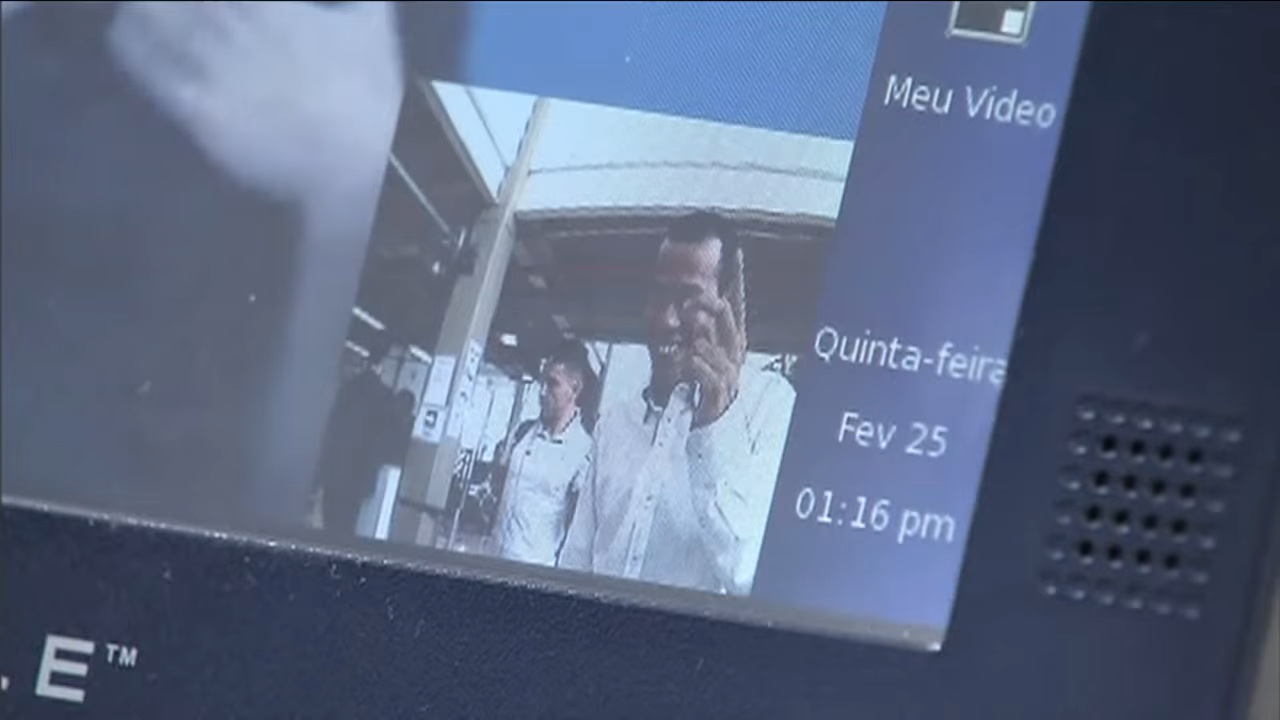 Meu Video
Quinta-feira
Fev 25
01:16 pm
E™